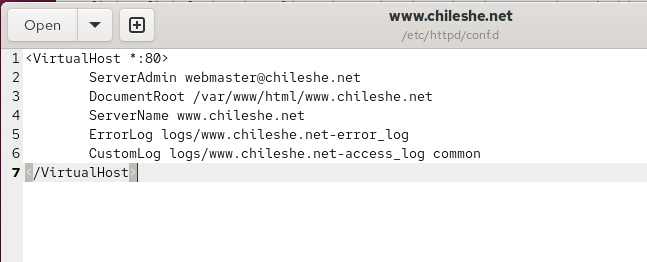 Open
www.chileshe.net
/etc/httpd/conf.d
1 <VirtualHost *:80>
2         ServerAdmin webmaster@chileshe.net
3         DocumentRoot /var/www/html/www.chileshe.net
4         ServerName www.chileshe.net
5         ErrorLog logs/www.chileshe.net-error_log
6         CustomLog logs/www.chileshe.net-access_log common
7 </VirtualHost>